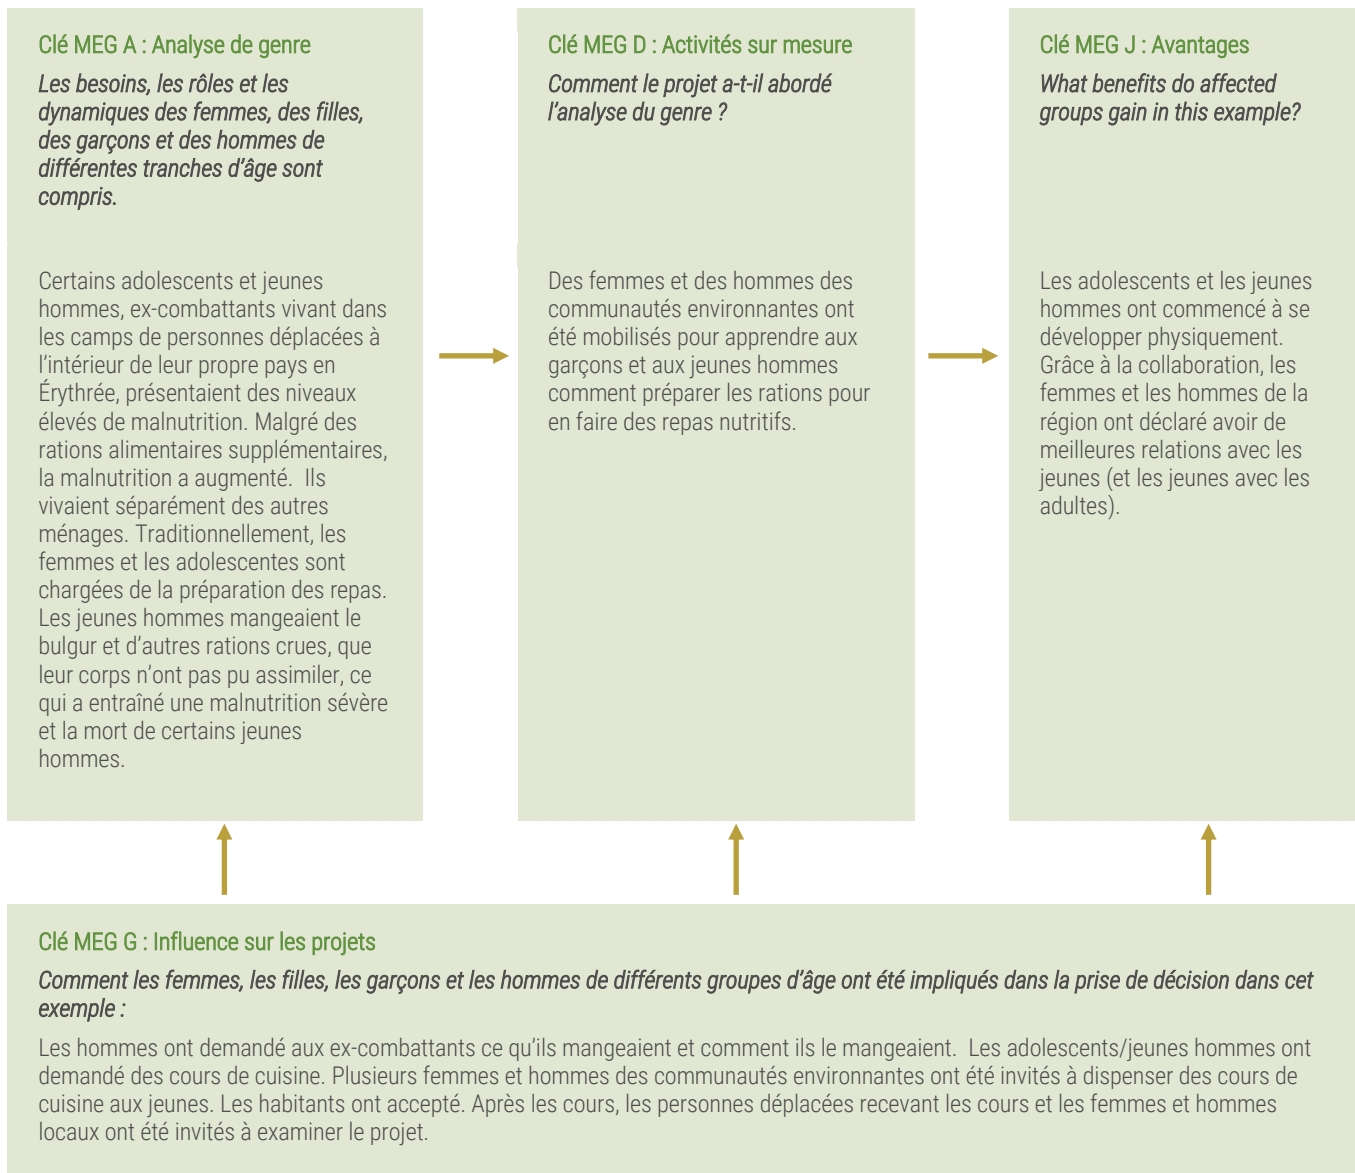 Clé MEG A : Analyse de genre
Les besoins, les rôles et les
dynamiques des femmes, des filles,
des garçons et des hommes de
différentes tranches d’âge sont
compris.
Certains adolescents et jeunes
hommes, ex-combattants vivant dans
les camps de personnes déplacées à
l’intérieur de leur propre pays en
Érythrée, présentaient des niveaux
élevés de malnutrition. Malgré des
rations alimentaires supplémentaires,
la malnutrition a augmenté.  Ils
vivaient séparément des autres
ménages. Traditionnellement, les
femmes et les adolescentes sont
chargées de la préparation des repas.
Les jeunes hommes mangeaient le
bulgur et d’autres rations crues, que
leur corps n’ont pas pu assimiler, ce
qui a entraîné une malnutrition sévère
et la mort de certains jeunes
hommes.
Clé MEG D : Activités sur mesure
Comment le projet a-t-il abordé
l’analyse du genre ?
Des femmes et des hommes des
communautés environnantes ont
été mobilisés pour apprendre aux
garçons et aux jeunes hommes
comment préparer les rations pour
en faire des repas nutritifs.
Clé MEG J : Avantages
What benefits do affected
groups gain in this example?
Les adolescents et les jeunes
hommes ont commencé à se
développer physiquement.
Grâce à la collaboration, les
femmes et les hommes de la
région ont déclaré avoir de
meilleures relations avec les
jeunes (et les jeunes avec les
adultes).
Clé MEG G : Influence sur les projets
Comment les femmes, les filles, les garçons et les hommes de différents groupes d’âge ont été impliqués dans la prise de décision dans cet
exemple :
Les hommes ont demandé aux ex-combattants ce qu’ils mangeaient et comment ils le mangeaient.  Les adolescents/jeunes hommes ont
demandé des cours de cuisine. Plusieurs femmes et hommes des communautés environnantes ont été invités à dispenser des cours de
cuisine aux jeunes. Les habitants ont accepté. Après les cours, les personnes déplacées recevant les cours et les femmes et hommes
locaux ont été invités à examiner le projet.